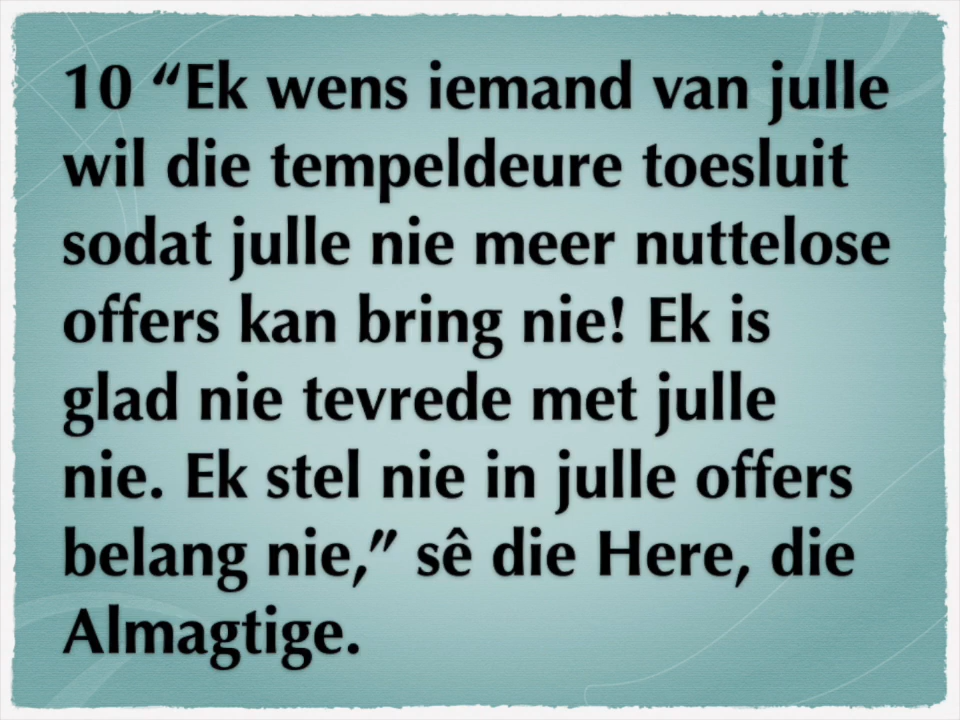 10 “Ek wens iemand van julle
wil die tempeldeure toesluit
sodat julle nie meer nuttelose
offers kan bring nie! Ek is
glad nie tevrede met julle
nie. Ek stel nie in julle offers
belang nie,” sê die Here, die
Almagtige.